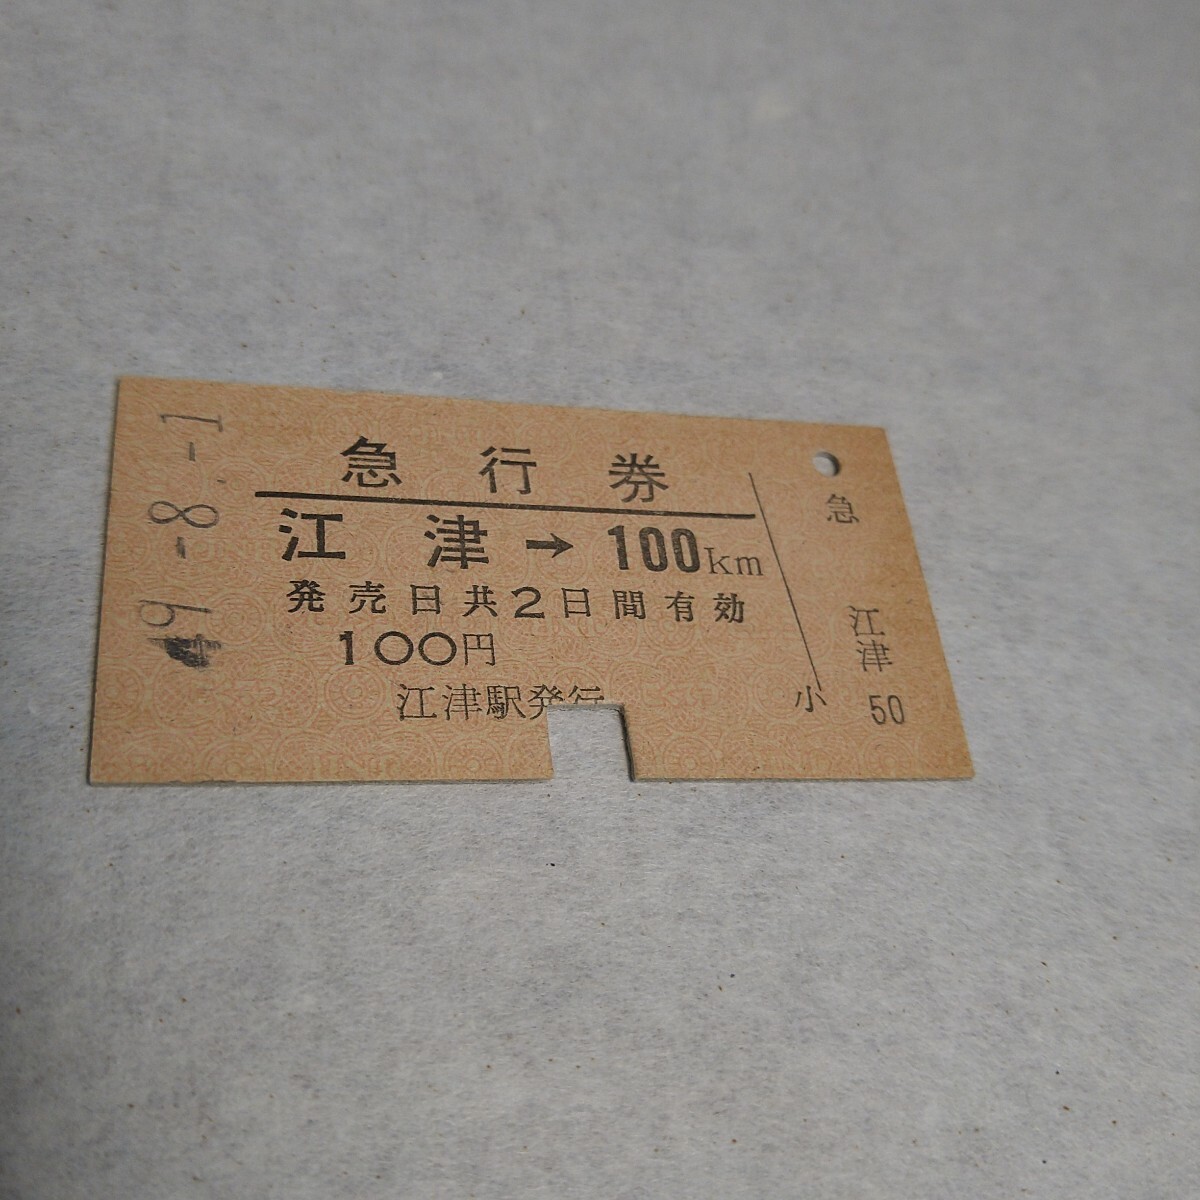 49-8.-1
急行券
江津→100km
発売日共2日間有効
100円
江津駅発行
急
江津
小 50